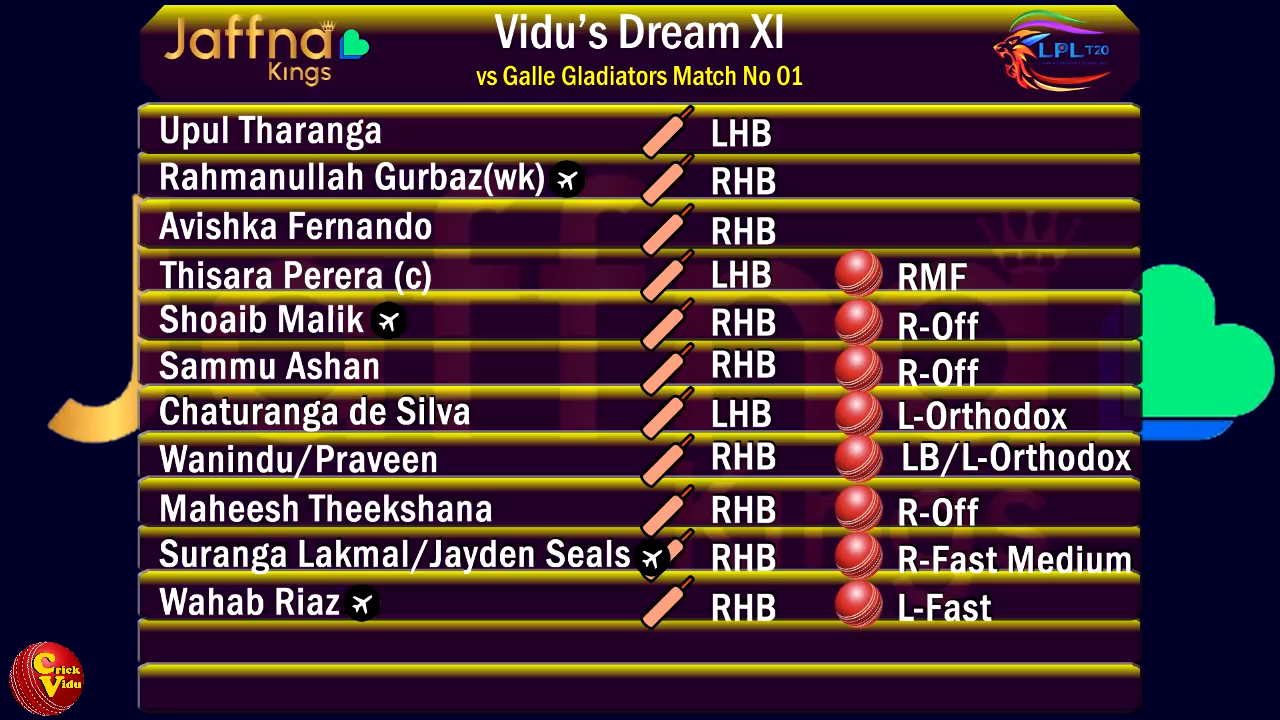 Jaffna
Kings
Vidu's Dream XI
vs Galle Gladiators Match No 01
LPL T20
Upul Tharanga LHB
Rahmanullah Gurbaz(wk) RHB
Avishka Fernando RHB
Thisara Perera (c) LHB RMF
Shoaib Malik RHB R-Off
Sammu Ashan RHB R-Off
Chaturanga de Silva LHB L-Orthodox
Wanindu/Praveen RHB LB/L-Orthodox
Maheesh Theekshana RHB R-Off
Suranga Lakmal/Jayden Seals RHB R-Fast Medium
Wahab Riaz RHB L-Fast
Crick
Vidu